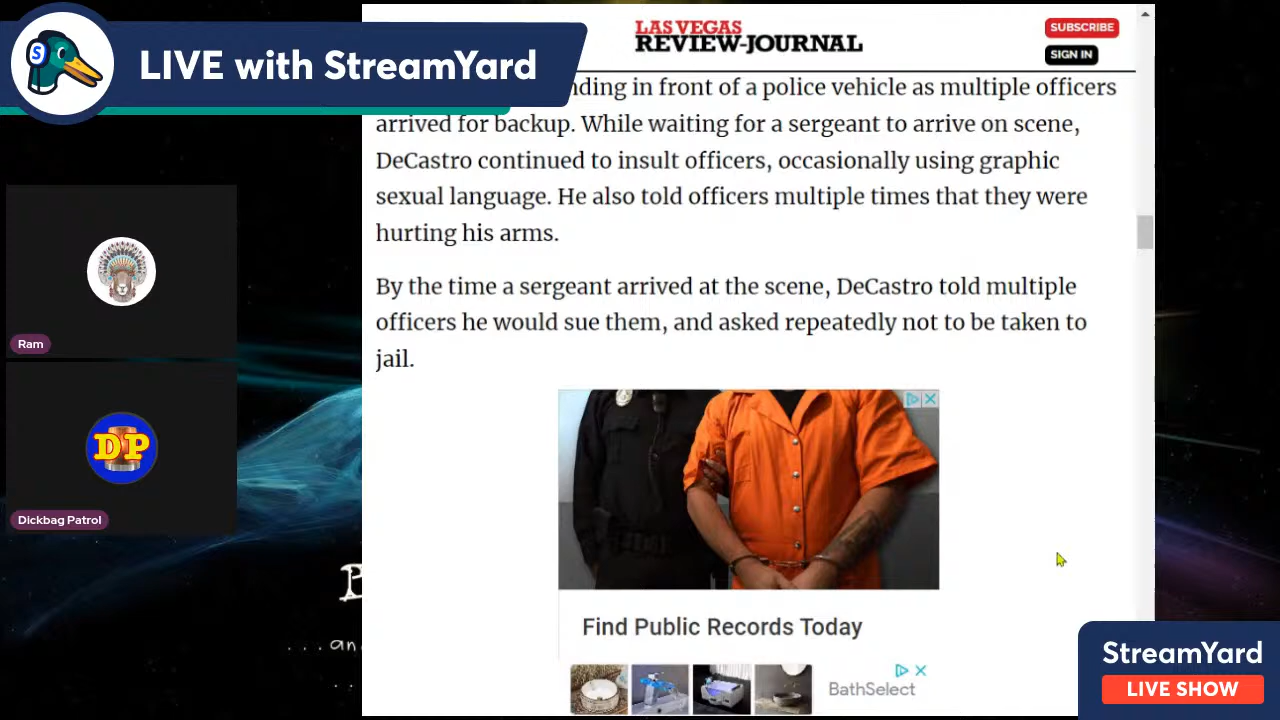 LIVE with StreamYard
S
LAS VEGAS
REVIEW-JOURNAL
SUBSCRIBE
SIGN IN
in front of a police vehicle as multiple officers
arrived for backup. While waiting for a sergeant to arrive on scene,
DeCastro continued to insult officers, occasionally using graphic
sexual language. He also told officers multiple times that they were
hurting his arms.
By the time a sergeant arrived at the scene, DeCastro told multiple
officers he would sue them, and asked repeatedly not to be taken to
jail.
Find Public Records Today
BathSelect
Ram
DP
Dickbag Patrol
StreamYard
LIVE SHOW